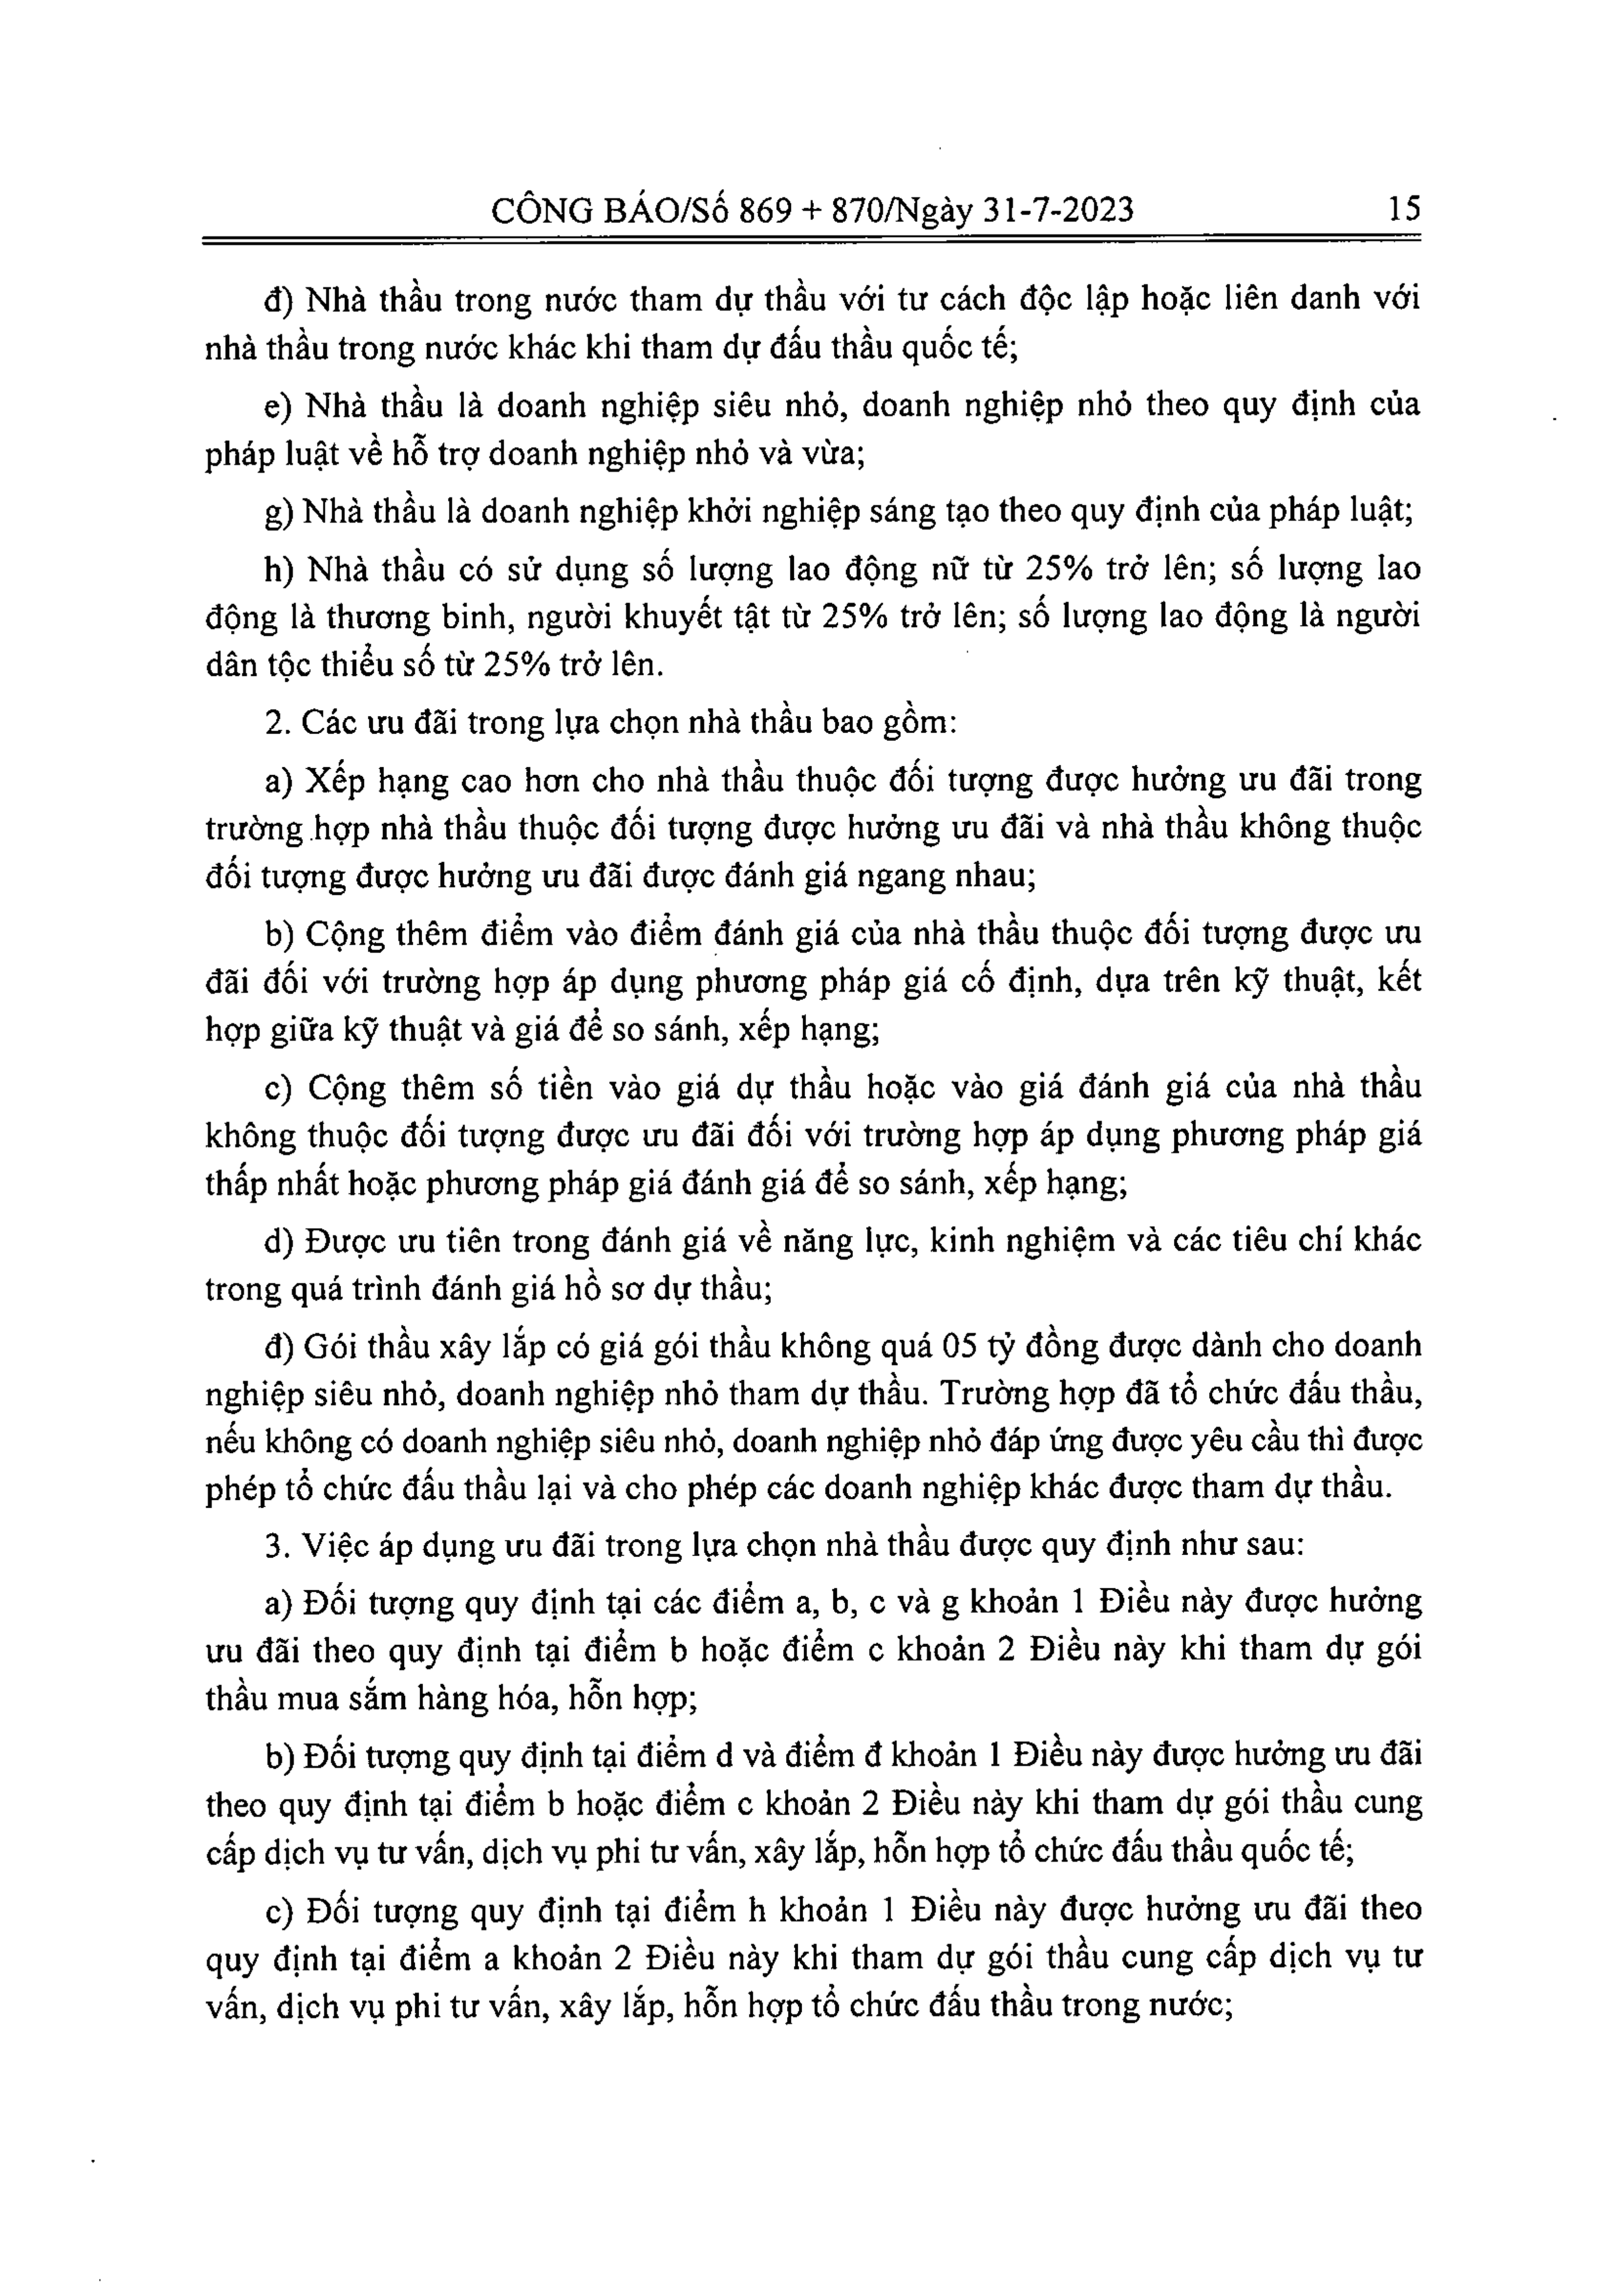 CÔNG BÁO/Số 869 + 870/Ngày 31-7-2023 15
đ) Nhà thầu trong nước tham dự thầu với tư cách độc lập hoặc liên danh với
nhà thầu trong nước khác khi tham dự đấu thầu quốc tế;
e) Nhà thầu là doanh nghiệp siêu nhỏ, doanh nghiệp nhỏ theo quy định của
pháp luật về hỗ trợ doanh nghiệp nhỏ và vừa;
g) Nhà thầu là doanh nghiệp khởi nghiệp sáng tạo theo quy định của pháp luật;
h) Nhà thầu có sử dụng số lượng lao động nữ từ 25% trở lên; số lượng lao
động là thương binh, người khuyết tật từ 25% trở lên; số lượng lao động là người
dân tộc thiểu số từ 25% trở lên.
2. Các ưu đãi trong lựa chọn nhà thầu bao gồm:
a) Xếp hạng cao hơn cho nhà thầu thuộc đối tượng được hưởng ưu đãi trong
trường hợp nhà thầu thuộc đối tượng được hưởng ưu đãi và nhà thầu không thuộc
đối tượng được hưởng ưu đãi được đánh giá ngang nhau;
b) Cộng thêm điểm vào điểm đánh giá của nhà thầu thuộc đối tượng được ưu
đãi đối với trường hợp áp dụng phương pháp giá cố định, dựa trên kỹ thuật, kết
hợp giữa kỹ thuật và giá để so sánh, xếp hạng;
c) Cộng thêm số tiền vào giá dự thầu hoặc vào giá đánh giá của nhà thầu
không thuộc đối tượng được ưu đãi đối với trường hợp áp dụng phương pháp giá
thấp nhất hoặc phương pháp giá đánh giá để so sánh, xếp hạng;
d) Được ưu tiên trong đánh giá về năng lực, kinh nghiệm và các tiêu chí khác
trong quá trình đánh giá hồ sơ dự thầu;
đ) Gói thầu xây lắp có giá gói thầu không quá 05 tỷ đồng được dành cho doanh
nghiệp siêu nhỏ, doanh nghiệp nhỏ tham dự thầu. Trường hợp đã tổ chức đấu thầu,
nếu không có doanh nghiệp siêu nhỏ, doanh nghiệp nhỏ đáp ứng được yêu cầu thì được
phép tổ chức đấu thầu lại và cho phép các doanh nghiệp khác được tham dự thầu.
3. Việc áp dụng ưu đãi trong lựa chọn nhà thầu được quy định như sau:
a) Đối tượng quy định tại các điểm a, b, c và g khoản 1 Điều này được hưởng
ưu đãi theo quy định tại điểm b hoặc điểm c khoản 2 Điều này khi tham dự gói
thầu mua sắm hàng hóa, hỗn hợp;
b) Đối tượng quy định tại điểm d và điểm đ khoản 1 Điều này được hưởng ưu đãi
theo quy định tại điểm b hoặc điểm c khoản 2 Điều này khi tham dự gói thầu cung
cấp dịch vụ tư vấn, dịch vụ phi tư vấn, xây lắp, hỗn hợp tổ chức đấu thầu quốc tế;
c) Đối tượng quy định tại điểm h khoản 1 Điều này được hưởng ưu đãi theo
quy định tại điểm a khoản 2 Điều này khi tham dự gói thầu cung cấp dịch vụ tư
vấn, dịch vụ phi tư vấn, xây lắp, hỗn hợp tổ chức đấu thầu trong nước;